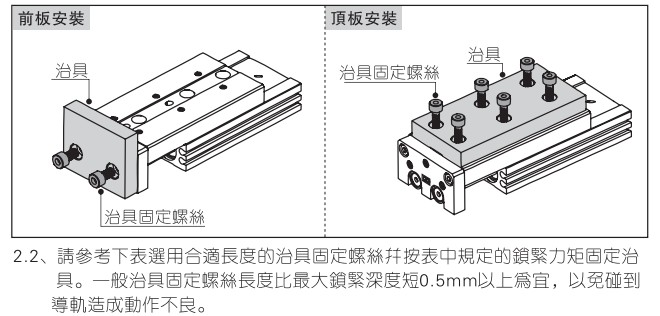 前板安裝
頂板安裝
治具
治具固定螺絲
治具
治具固定螺絲
2.2、請參考下表選用合適長度的治具固定螺絲幷按表中規定的鎖緊力矩固定治
具。一般治具固定螺絲長度比最大鎖緊深度短0.5mm以上爲宜，以免碰到
導軌造成動作不良。